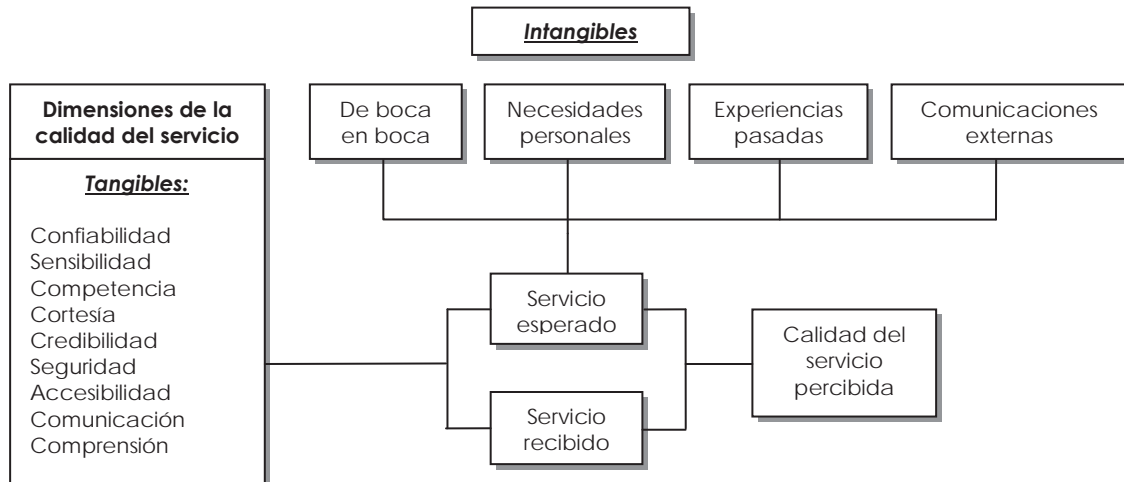 Intangibles
Dimensiones de la
calidad del servicio
Tangibles:
Confiabilidad
Sensibilidad
Competencia
Cortesía
Credibilidad
Seguridad
Accesibilidad
Comunicación
Comprensión
De boca
en boca
Necesidades
personales
Experiencias
pasadas
Comunicaciones
externas
Servicio
esperado
Servicio
recibido
Calidad del
servicio
percibida